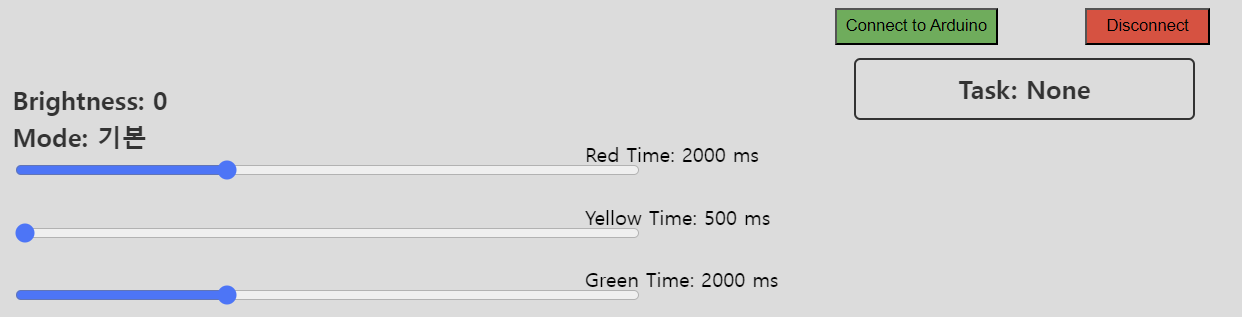 Connect to Arduino
Disconnect
Task: None
Brightness: 0
Mode: 기본
Red Time: 2000 ms
Yellow Time: 500 ms
Green Time: 2000 ms